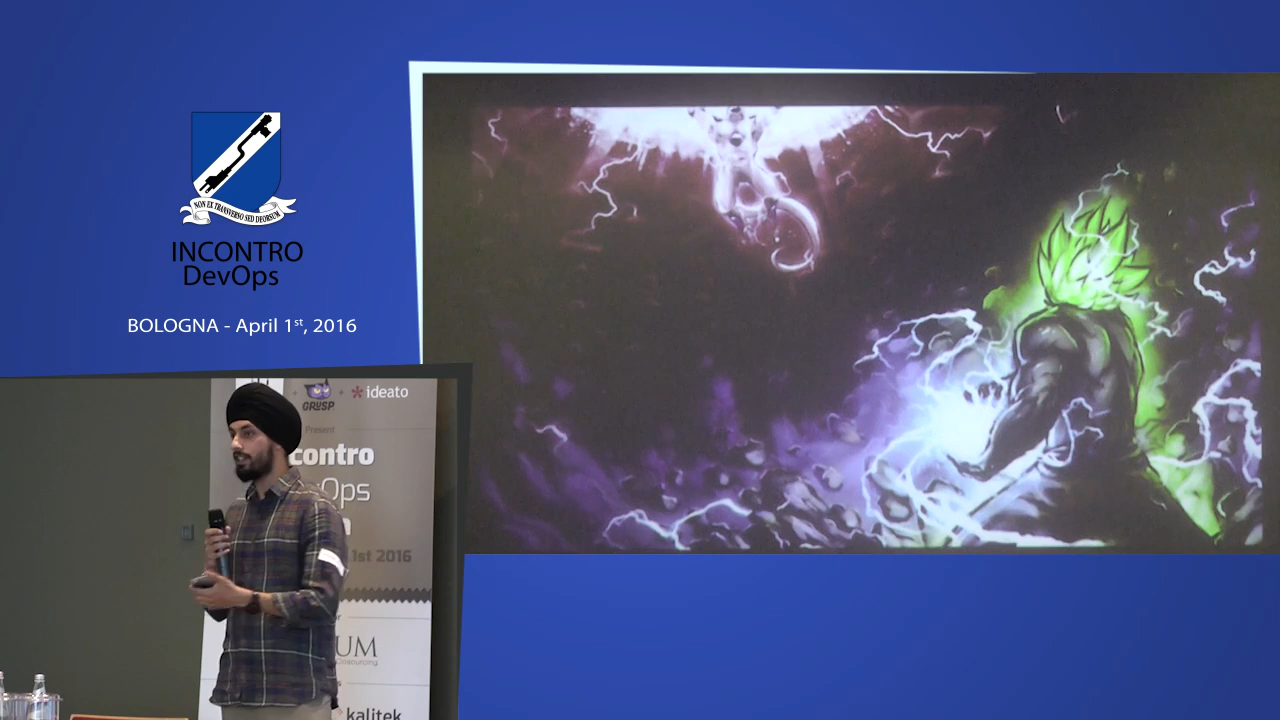 NON EX TRANSVERSO SED DEORSUM
INCONTRO
DevOps
BOLOGNA - April 1st, 2016
+ GRUSP + ideato
Present
contro
Ops
1st 2016
UM
kalitek